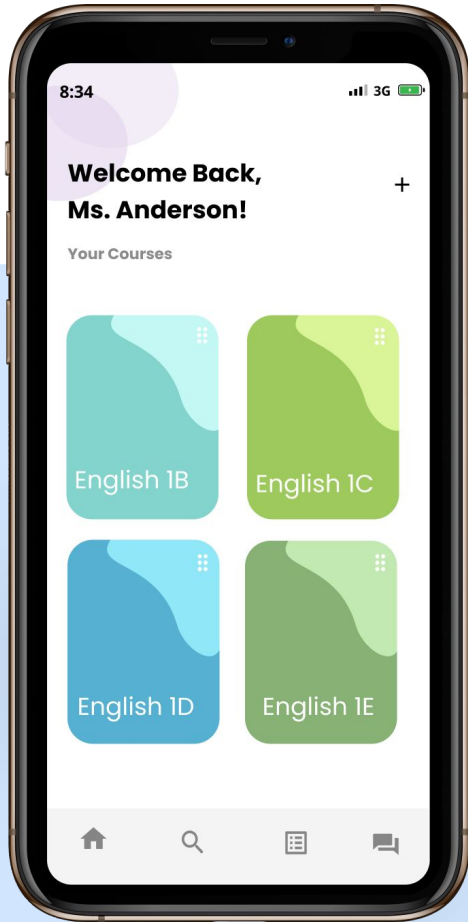 8:34
3G
Welcome Back,
Ms. Anderson!
+
Your Courses
English 1B
English 1C
English 1D
English 1E